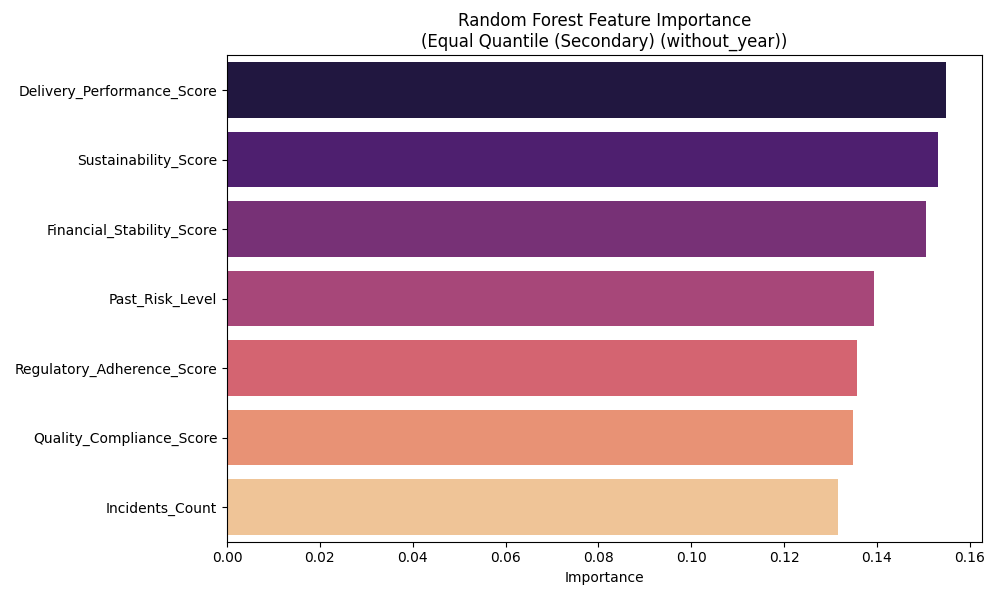 Random Forest Feature Importance
(Equal Quantile (Secondary) (without_year))
Delivery_Performance_Score
Sustainability_Score
Financial_Stability_Score
Past_Risk_Level
Regulatory_Adherence_Score
Quality_Compliance_Score
Incidents_Count
0.00 0.02 0.04 0.06 0.08 0.10 0.12 0.14 0.16
Importance